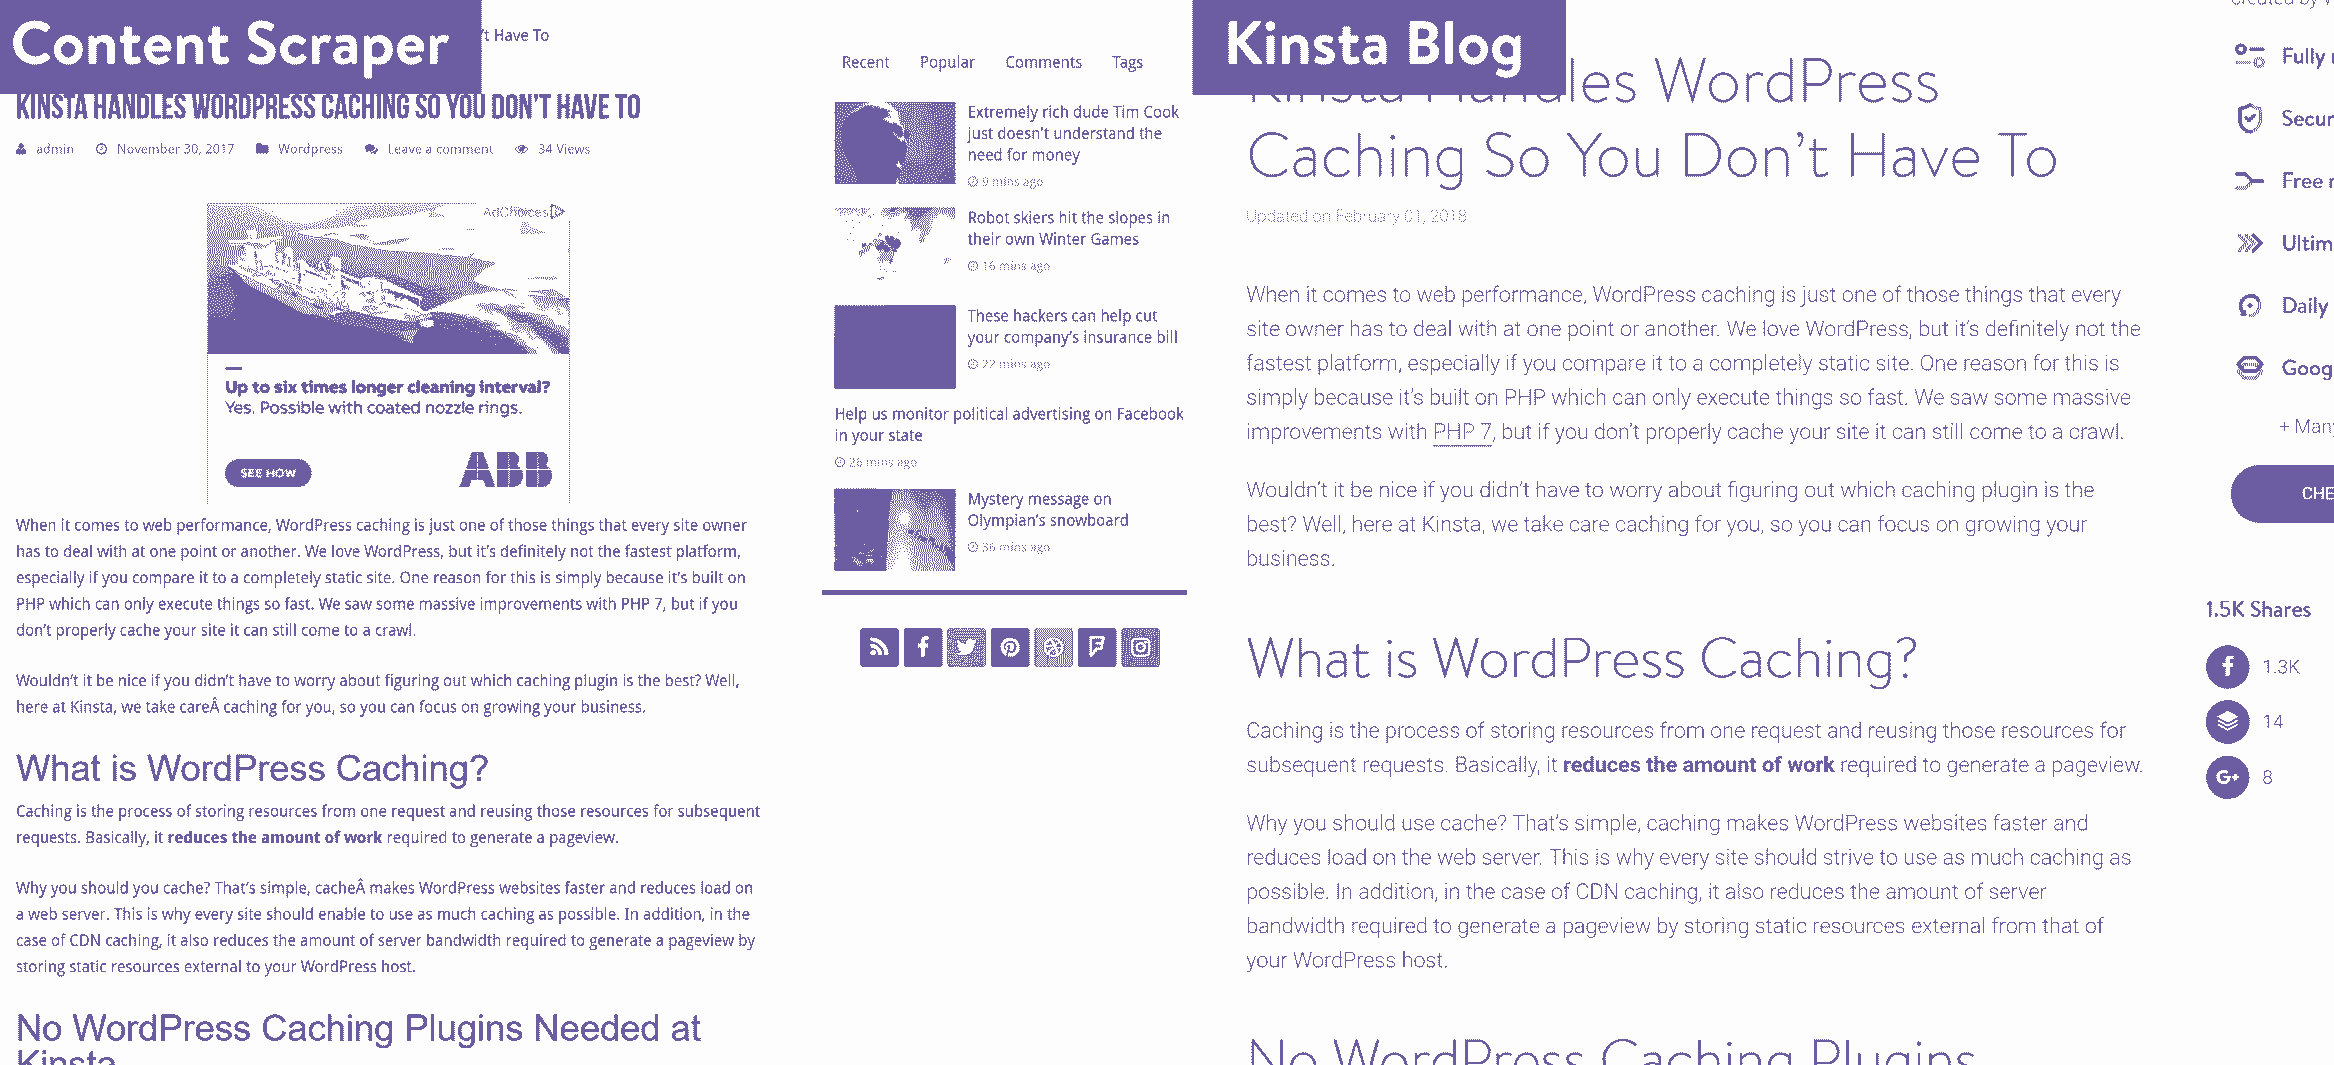 Content Scraper
't Have To
KINSTA HANDLES WORDPRESS CACHING SO YOU DON'T HAVE TO
admin November 30, 2017 Wordpress Leave a comment 34 Views
AdChoices
Up to six times longer cleaning interval?
Yes. Possible with coated nozzle rings.
SEE HOW
ABB
When it comes to web performance, WordPress caching is just one of those things that every site owner
has to deal with at one point or another. We love WordPress, but it's definitely not the fastest platform,
especially if you compare it to a completely static site. One reason for this is simply because it's built on
PHP which can only execute things so fast. We saw some massive improvements with PHP 7, but if you
don't properly cache your site it can still come to a crawl.
Wouldn't it be nice if you didn't have to worry about figuring out which caching plugin is the best? Well,
here at Kinsta, we take careÂ caching for you, so you can focus on growing your business.
What is WordPress Caching?
Caching is the process of storing resources from one request and reusing those resources for subsequent
requests. Basically, it reduces the amount of work required to generate a pageview.
Why you should you cache? That's simple, cacheÂ makes WordPress websites faster and reduces load on
a web server. This is why every site should enable to use as much caching as possible. In addition, in the
case of CDN caching, it also reduces the amount of server bandwidth required to generate a pageview by
storing static resources external to your WordPress host.
No WordPress Caching Plugins Needed at
Kinsta
Recent Popular Comments Tags
Extremely rich dude Tim Cook
just doesn't understand the
need for money
9 mins ago
Robot skiers hit the slopes in
their own Winter Games
16 mins ago
These hackers can help cut
your company's insurance bill
22 mins ago
Help us monitor political advertising on Facebook
in your state
26 mins ago
Mystery message on
Olympian's snowboard
36 mins ago
Kinsta Blog
Kinsta Handles WordPress
Caching So You Don't Have To
Updated on February 01, 2018
When it comes to web performance, WordPress caching is just one of those things that every
site owner has to deal with at one point or another. We love WordPress, but it's definitely not the
fastest platform, especially if you compare it to a completely static site. One reason for this is
simply because it's built on PHP which can only execute things so fast. We saw some massive
improvements with PHP 7, but if you don't properly cache your site it can still come to a crawl.
Wouldn't it be nice if you didn't have to worry about figuring out which caching plugin is the
best? Well, here at Kinsta, we take care caching for you, so you can focus on growing your
business.
What is WordPress Caching?
Caching is the process of storing resources from one request and reusing those resources for
subsequent requests. Basically, it reduces the amount of work required to generate a pageview.
Why you should use cache? That's simple, caching makes WordPress websites faster and
reduces load on the web server. This is why every site should strive to use as much caching as
possible. In addition, in the case of CDN caching, it also reduces the amount of server
bandwidth required to generate a pageview by storing static resources external from that of
your WordPress host.
No WordPress Caching Plugins
Fully
Secur
Free
Ultim
Daily
Goog
+ Man
CHE
1.5K Shares
1.3K
14
G+ 8